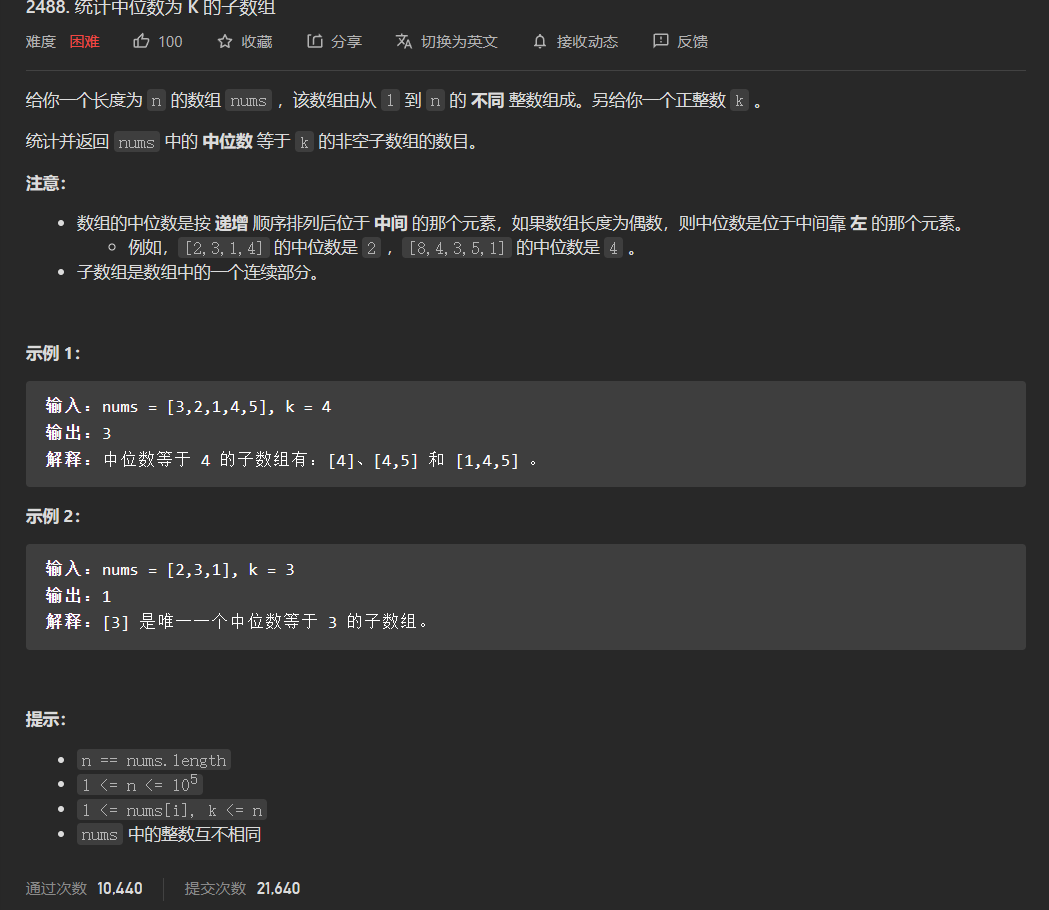 2488. 统计中位数为 K 的子数组
难度 困难 100 收藏 分享 切换为英文 接收动态 反馈
给你一个长度为 n 的数组 nums ，该数组由从 1 到 n 的 不同 整数组成。另给你一个正整数 k 。
统计并返回 nums 中的 中位数 等于 k 的非空子数组的数目。
注意：
• 数组的中位数是按 递增 顺序排列后位于 中间 的那个元素，如果数组长度为偶数，则中位数是位于中间靠 左 的那个元素。
◦ 例如，[2,3,1,4] 的中位数是 2 ，[8,4,3,5,1] 的中位数是 4 。
• 子数组是数组中的一个连续部分。
示例 1：
输入：nums = [3,2,1,4,5], k = 4
输出：3
解释：中位数等于 4 的子数组有：[4]、[4,5] 和 [1,4,5] 。
示例 2：
输入：nums = [2,3,1], k = 3
输出：1
解释：[3] 是唯一一个中位数等于 3 的子数组。
提示：
• n == nums.length
• 1 <= n <= 10⁵
• 1 <= nums[i], k <= n
• nums 中的整数互不相同
通过次数 10,440 提交次数 21,640